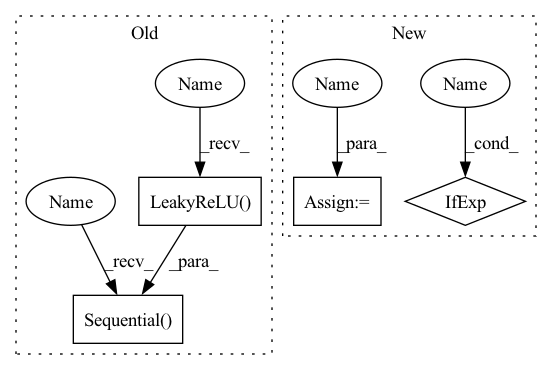 Old
New
Name
Name
Name
_recv_
_para_
_cond_
Name
LeakyReLU()
Assign:=
IfExp
_recv_
_para_
Sequential()